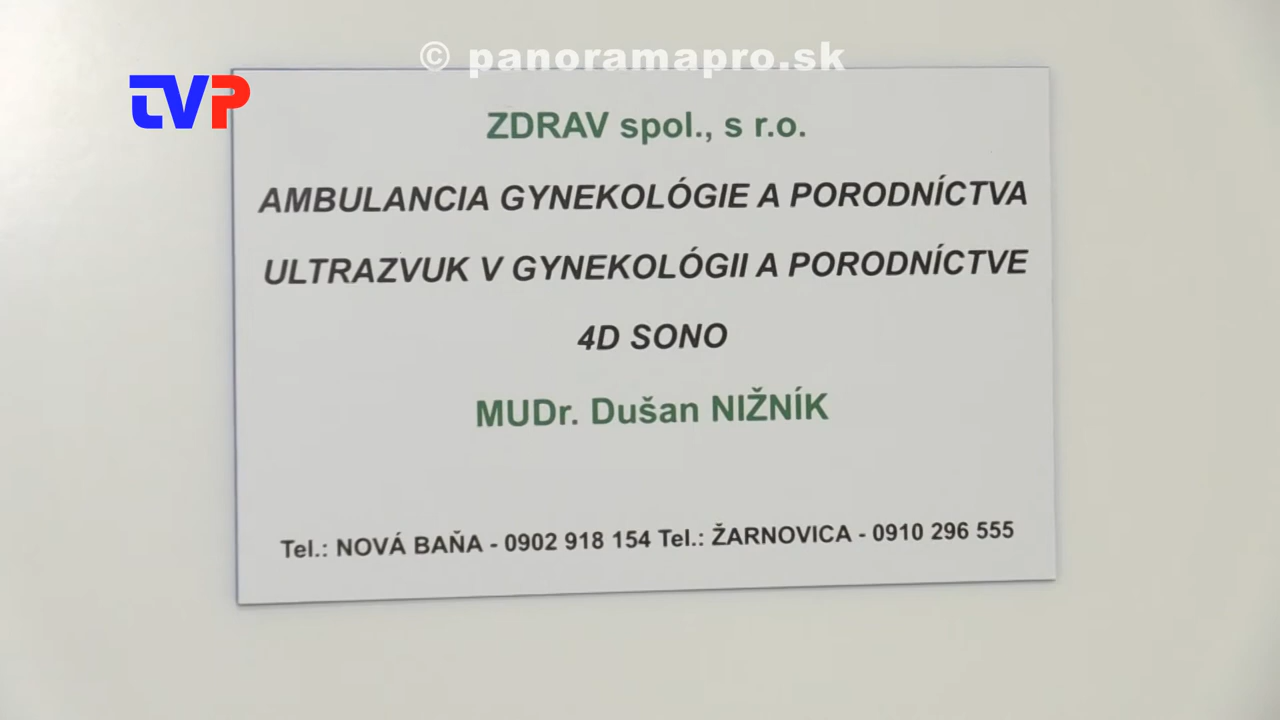 © panoramapro.sk
TVP
ZDRAV spol., s r.o.
AMBULANCIA GYNEKOLÓGIE A PORODNÍCTVA
ULTRAZVUK V GYNEKOLÓGII A PORODNÍCTVE
4D SONO
MUDr. Dušan NIŽNÍK
Tel.: NOVÁ BAŇA - 0902 918 154 Tel.: ŽARNOVICA - 0910 296 555